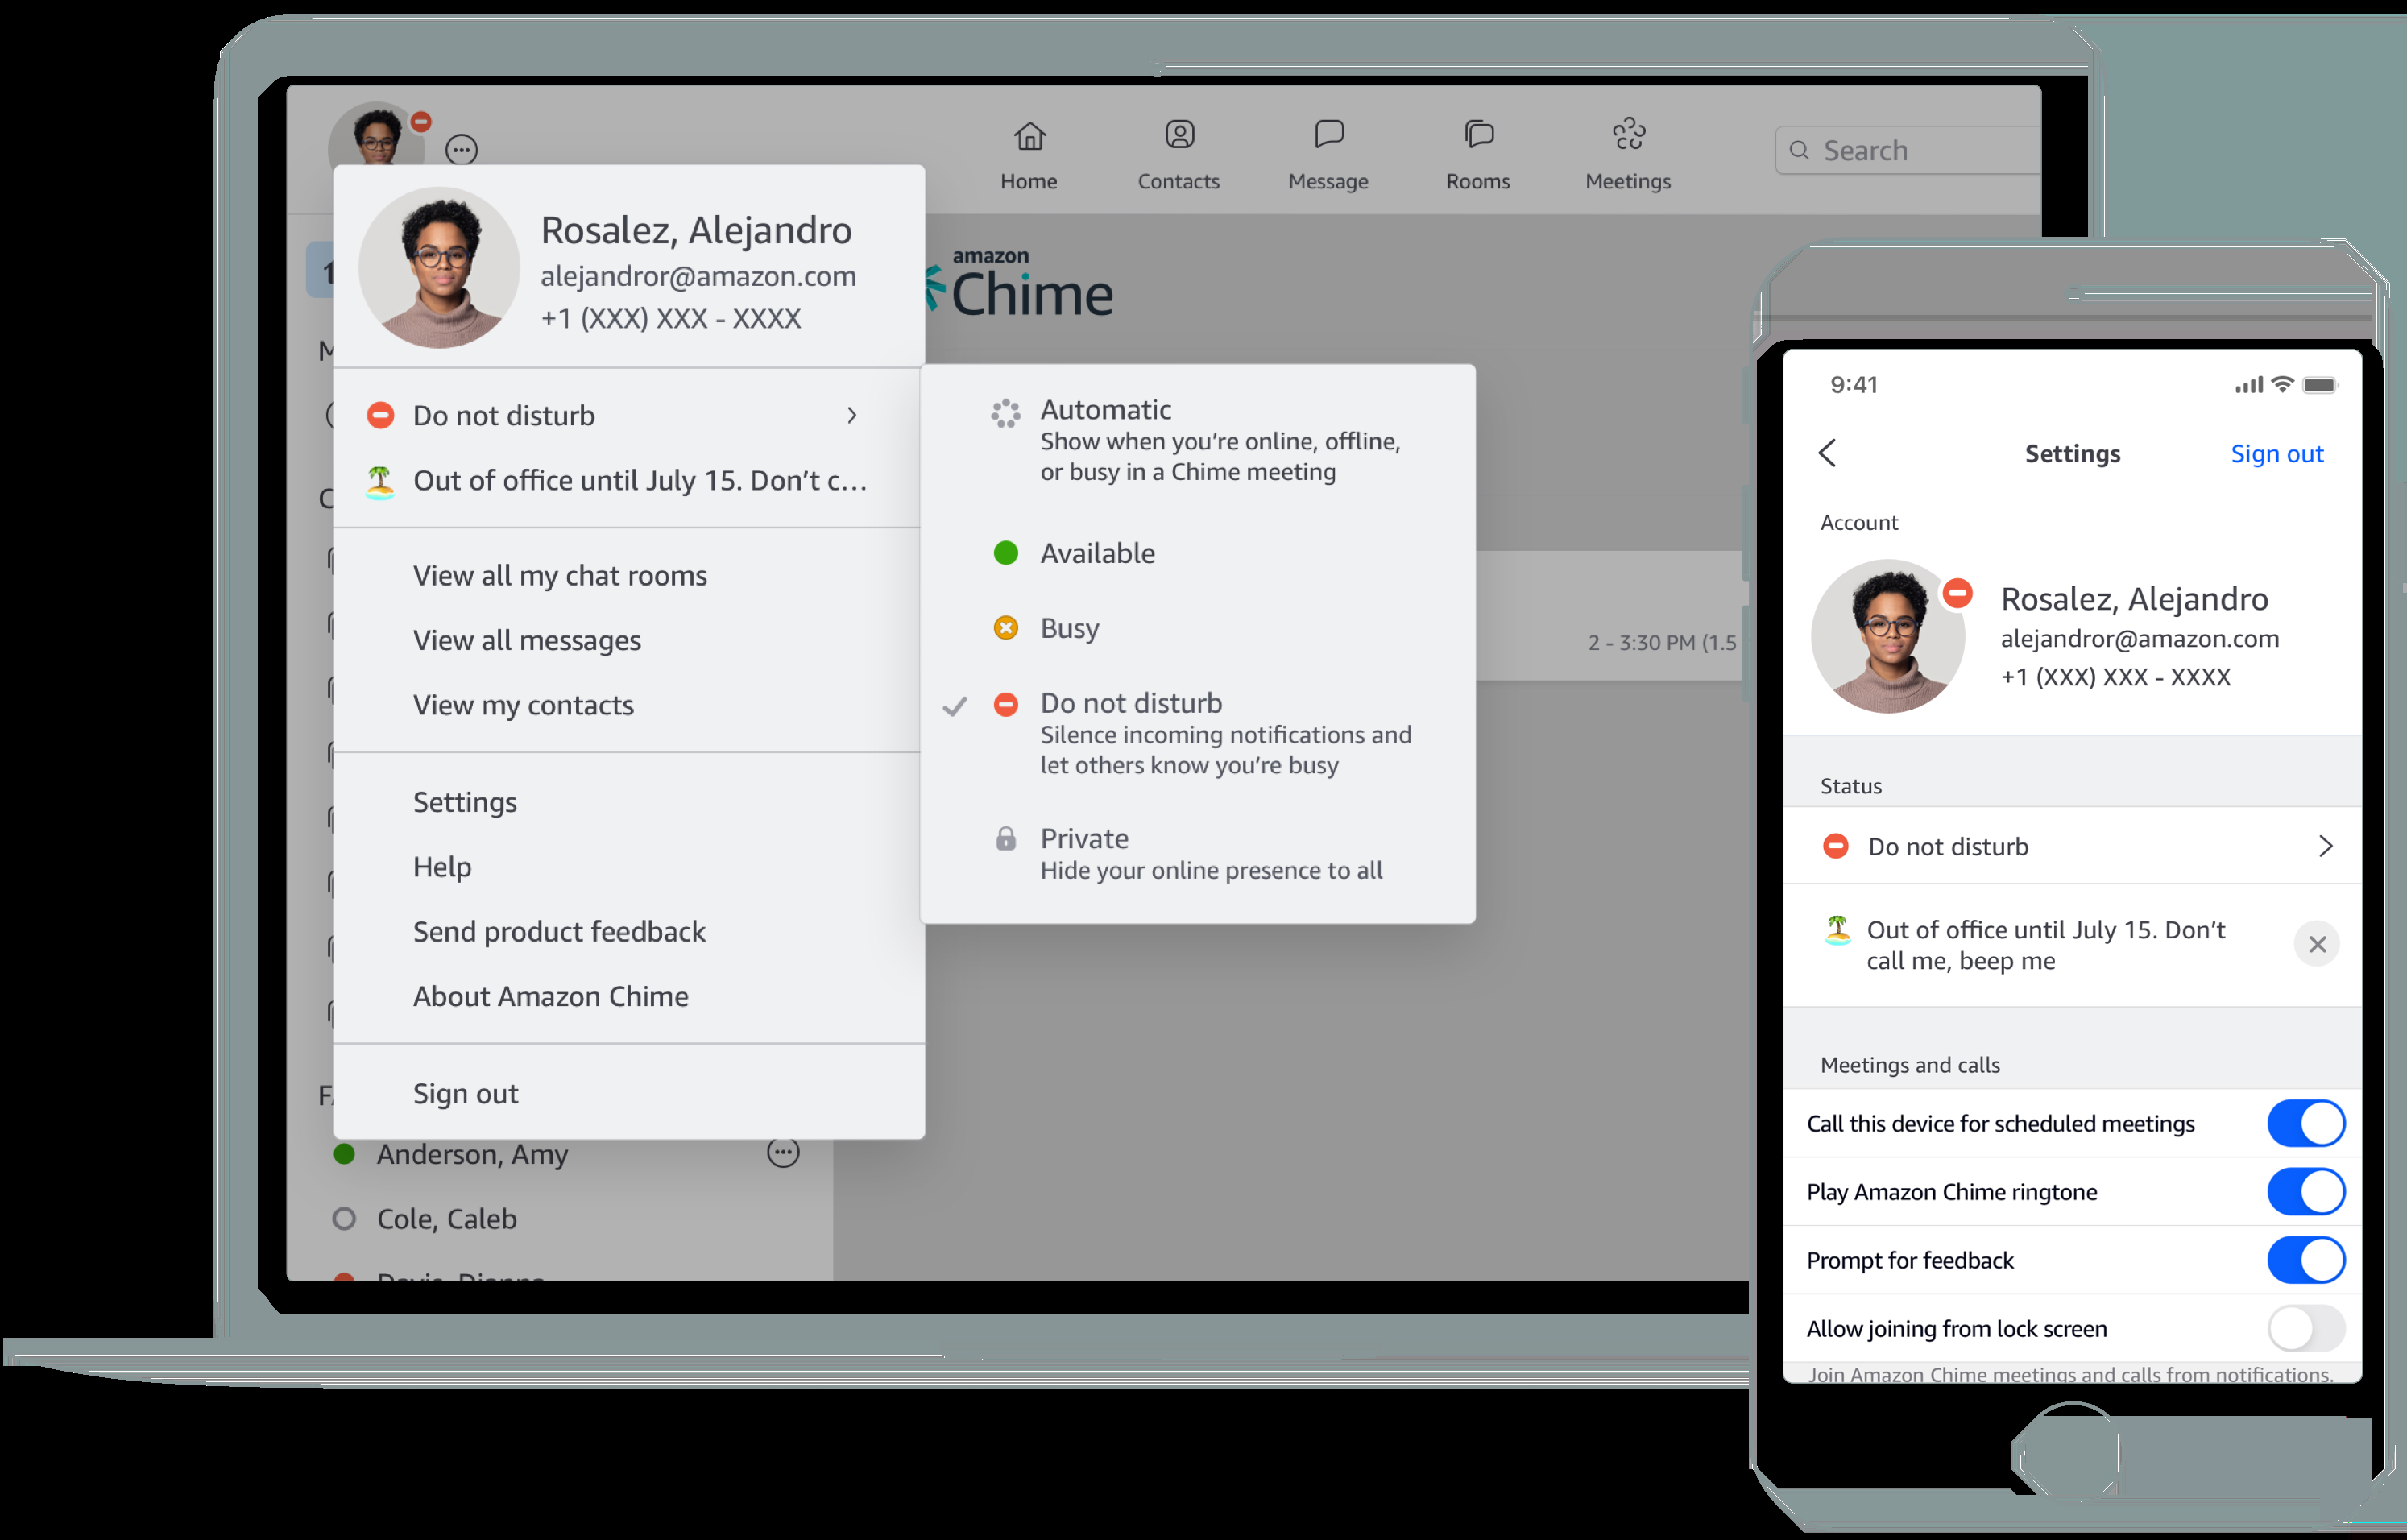 Home
Contacts
Message
Rooms
Meetings
Search
amazon
Chime
Rosalez, Alejandro
alejandror@amazon.com
+1 (XXX) XXX - XXXX
Do not disturb
Out of office until July 15. Don’t c...
View all my chat rooms
View all messages
View my contacts
Settings
Help
Send product feedback
About Amazon Chime
Sign out
Automatic
Show when you’re online, offline,
or busy in a Chime meeting
Available
Busy
Do not disturb
Silence incoming notifications and
let others know you’re busy
Private
Hide your online presence to all
2 - 3:30 PM (1.5
Anderson, Amy
Cole, Caleb
9:41
Settings
Sign out
Account
Rosalez, Alejandro
alejandror@amazon.com
+1 (XXX) XXX - XXXX
Status
Do not disturb
Out of office until July 15. Don’t
call me, beep me
Meetings and calls
Call this device for scheduled meetings
Play Amazon Chime ringtone
Prompt for feedback
Allow joining from lock screen
Join Amazon Chime meetings and calls from notifications.